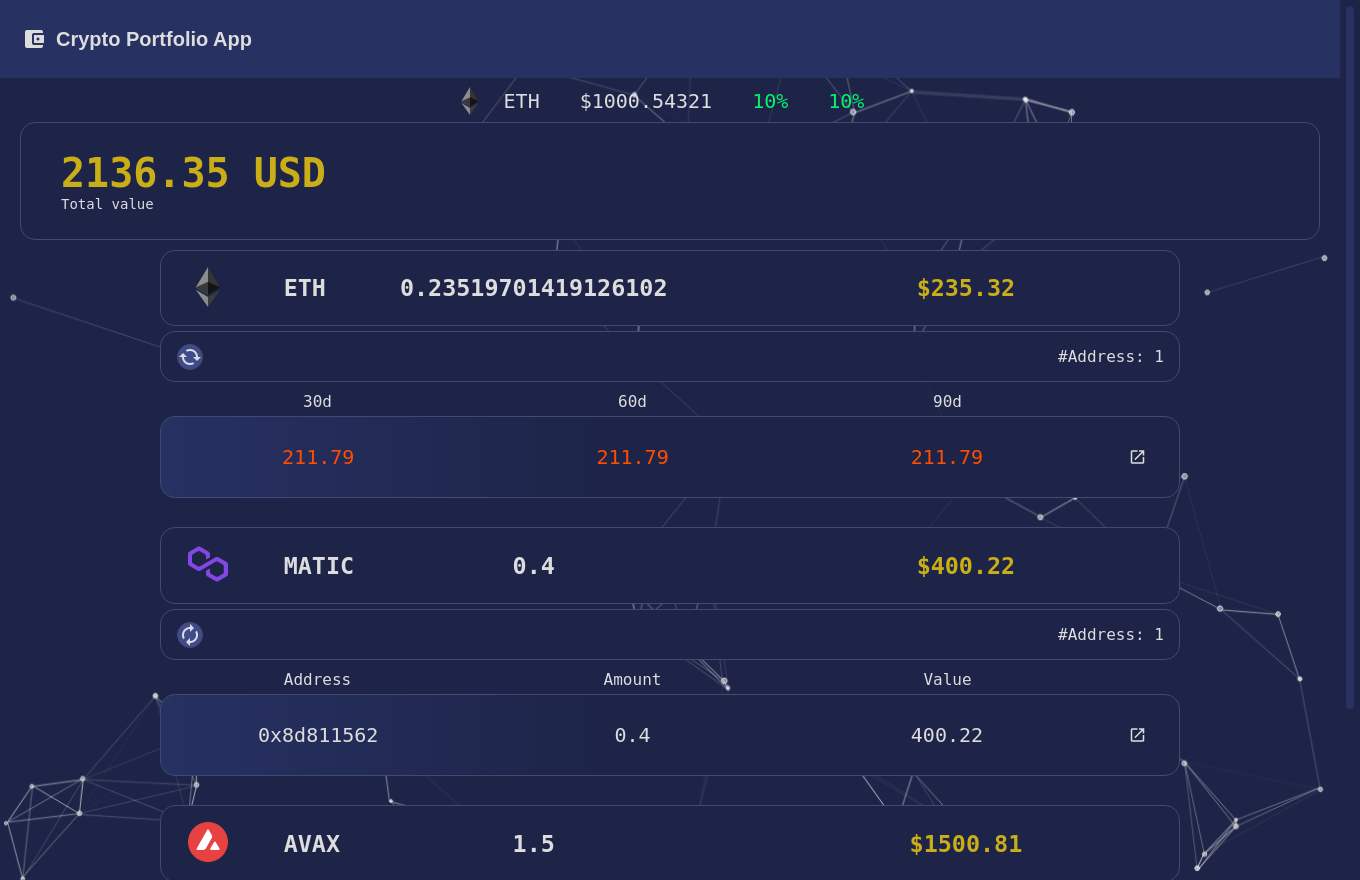 Crypto Portfolio App
ETH $1000.54321 10% 10%
2136.35 USD
Total value
ETH 0.23519701419126102 $235.32
#Address: 1
30d 60d 90d
211.79 211.79 211.79
MATIC 0.4 $400.22
#Address: 1
Address Amount Value
0x8d811562 0.4 400.22
AVAX 1.5 $1500.81